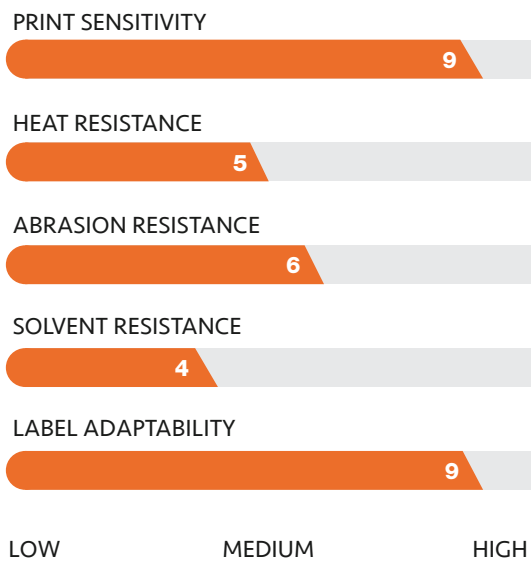 PRINT SENSITIVITY
9
HEAT RESISTANCE
5
ABRASION RESISTANCE
6
SOLVENT RESISTANCE
4
LABEL ADAPTABILITY
9
LOW MEDIUM HIGH